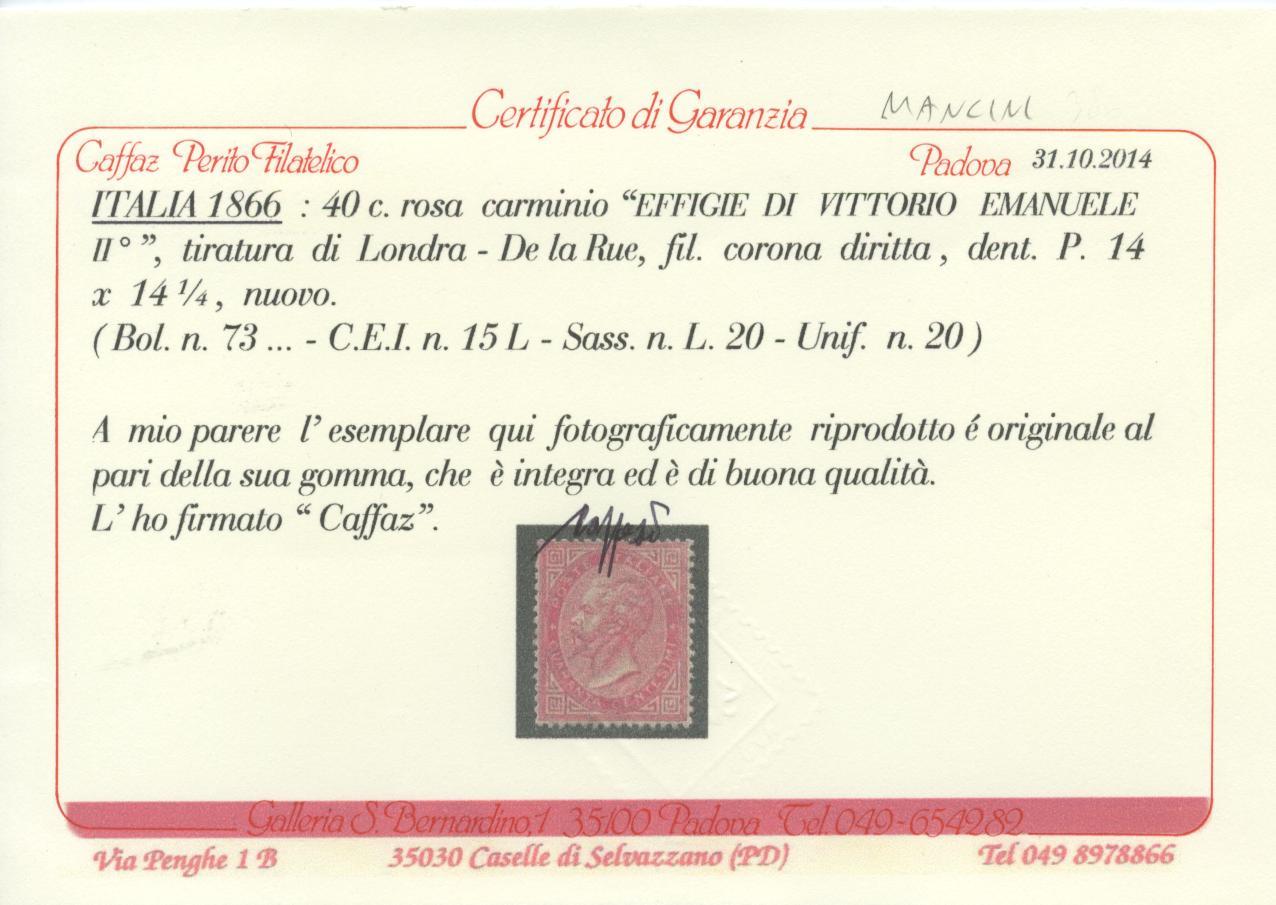 Certificato di Garanzia MANCINI
Caffaz Perito Filatelico Padova 31.10.2014
ITALIA 1866 : 40 c. rosa carminio “EFFIGIE DI VITTORIO EMANUELE
II° ”, tiratura di Londra - De la Rue, fil. corona diritta , dent. P. 14
x 14 ¼ , nuovo.
( Bol. n. 73 ... - C.E.I. n. 15 L - Sass. n. L. 20 - Unif. n. 20 )
A mio parere l' esemplare qui fotograficamente riprodotto é originale al
pari della sua gomma, che è integra ed è di buona qualità.
L' ho firmato “ Caffaz”.
POSTE ITALIANE
QUARANTA CENTESIMI
Galleria S. Bernardino, 1 35100 Padova Tel. 049 - 654282
Via Penghe 1 B 35030 Caselle di Selvazzano (PD) Tel 049 8978866